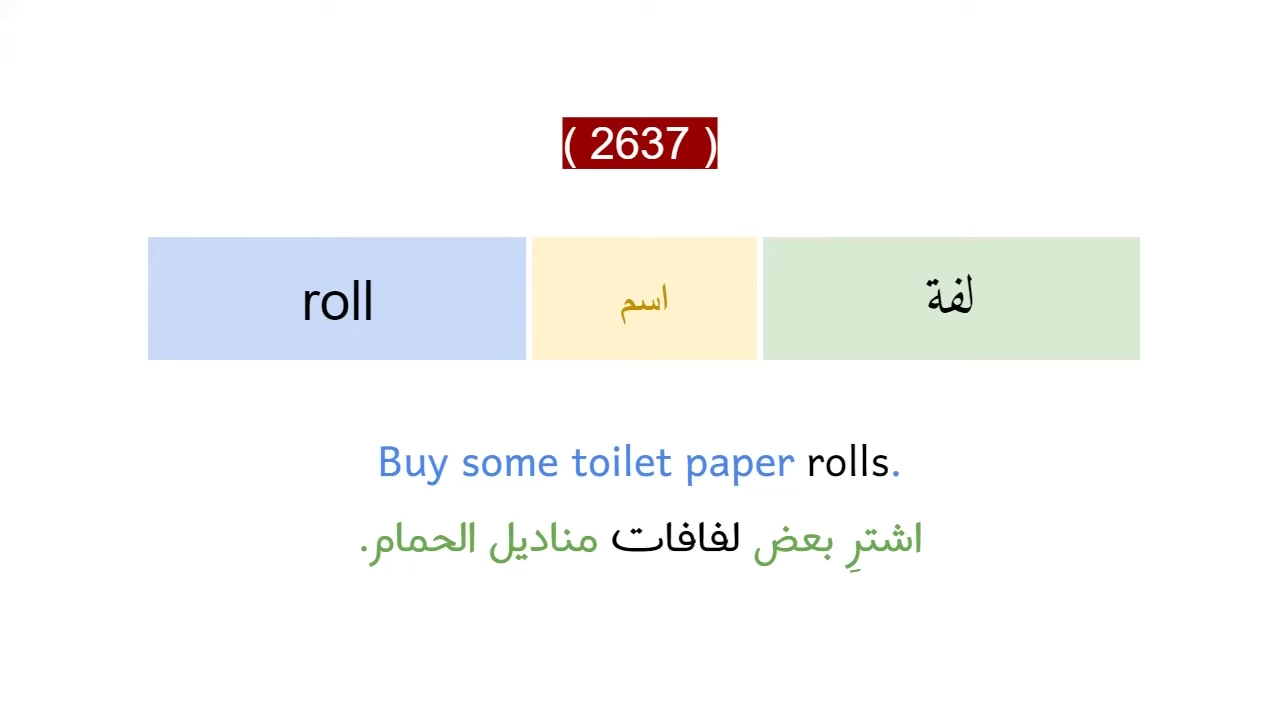 ( 2637 )
roll
اسم
لفة
Buy some toilet paper rolls.
اشترِ بعض لفافات مناديل الحمام.